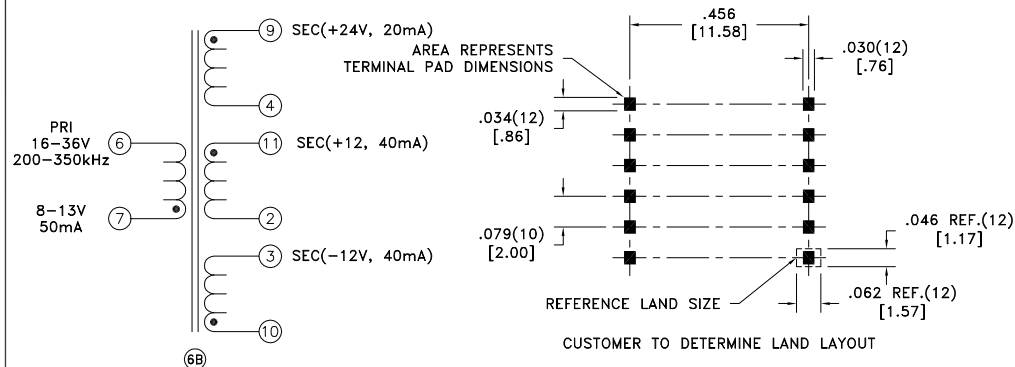 9 SEC(+24V, 20mA)
4
PRI
16-36V
200-350kHz
6
11 SEC(+12, 40mA)
8-13V
50mA
7
2
3 SEC(-12V, 40mA)
10
6B
.456
[11.58]
AREA REPRESENTS
TERMINAL PAD DIMENSIONS
.030(12)
[.76]
.034(12)
[.86]
.079(10)
[2.00]
.046 REF.(12)
[1.17]
REFERENCE LAND SIZE
.062 REF.(12)
[1.57]
CUSTOMER TO DETERMINE LAND LAYOUT